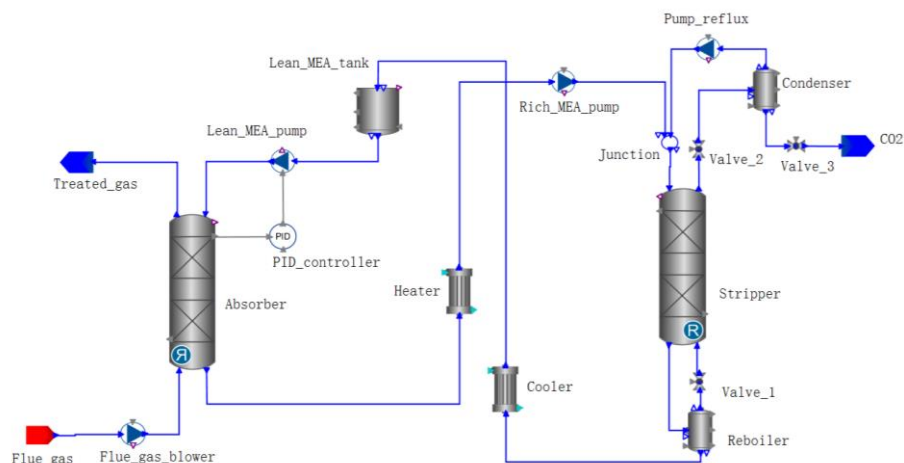 Pump_reflux
Lean_MEA_tank
Condenser
Rich_MEA_pump
Lean_MEA_pump
CO2
Junction
Valve_2
Valve_3
Treated_gas
PID
PID_controller
Heater
Stripper
Absorber
R
R
Cooler
Valve_1
Reboiler
Flue_gas
Flue_gas_blower